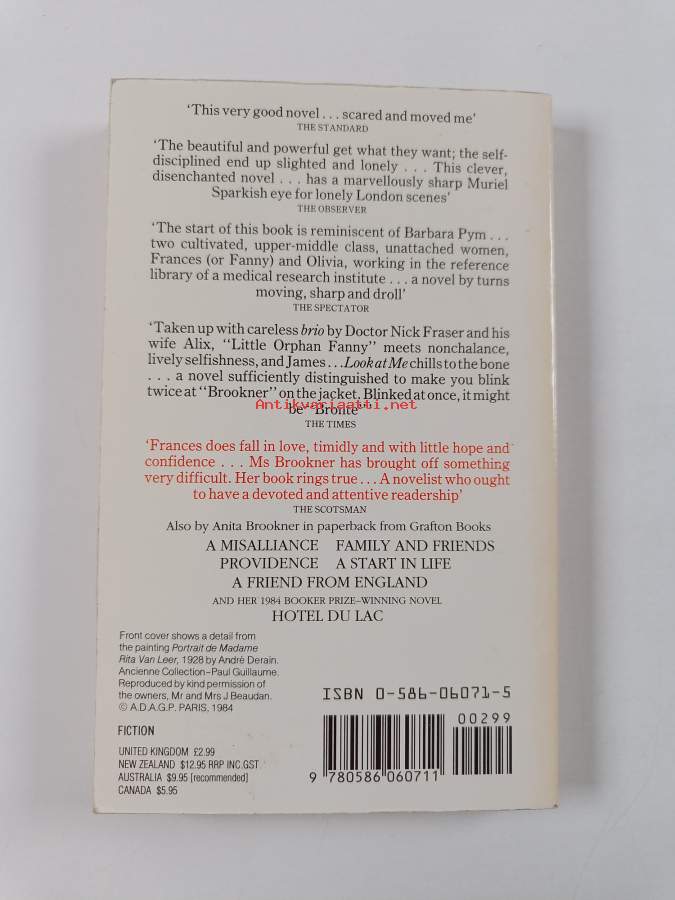 ‘This very good novel . . . scared and moved me’
THE STANDARD
‘The beautiful and powerful get what they want; the self-
disciplined end up slighted and lonely . . . This clever,
disenchanted novel . . . has a marvellously sharp Muriel
Sparkish eye for lonely London scenes’
THE OBSERVER
‘The start of this book is reminiscent of Barbara Pym . . .
two cultivated, upper-middle class, unattached women,
Frances (or Fanny) and Olivia, working in the reference
library of a medical research institute . . . a novel by turns
moving, sharp and droll’
THE SPECTATOR
‘Taken up with careless brio by Doctor Nick Fraser and his
wife Alix, “Little Orphan Fanny” meets nonchalance,
lively selfishness, and James . . . Look at Me chills to the bone
. . . a novel sufficiently distinguished to make you blink
twice at “Brookner” on the jacket. Blinked at once, it might
be “Brontë”’
Antikvariaatti.net
THE TIMES
‘Frances does fall in love, timidly and with little hope and
confidence . . . Ms Brookner has brought off something
very difficult. Her book rings true . . . A novelist who ought
to have a devoted and attentive readership’
THE SCOTSMAN
Also by Anita Brookner in paperback from Grafton Books
A MISALLIANCE FAMILY AND FRIENDS
PROVIDENCE A START IN LIFE
A FRIEND FROM ENGLAND
AND HER 1984 BOOKER PRIZE–WINNING NOVEL
HOTEL DU LAC
Front cover shows a detail from
the painting Portrait de Madame
Rita Van Leer, 1928 by André Derain.
Ancienne Collection–Paul Guillaume.
Reproduced by kind permission of
the owners, Mr and Mrs J Beaudan.
© A.D.A.G.P. PARIS, 1984
FICTION
UNITED KINGDOM £2.99
NEW ZEALAND $12.95 RRP INC.GST
AUSTRALIA $9.95 [recommended]
CANADA $5.95
ISBN 0-586-06071-5
00299
9 780586 060711